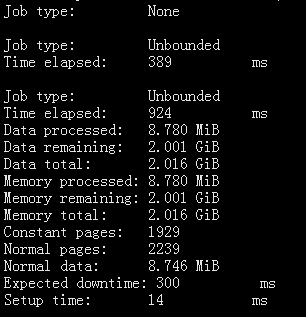 Job type: None
Job type: Unbounded
Time elapsed: 389 ms
Job type: Unbounded
Time elapsed: 924 ms
Data processed: 8.780 MiB
Data remaining: 2.001 GiB
Data total: 2.016 GiB
Memory processed: 8.780 MiB
Memory remaining: 2.001 GiB
Memory total: 2.016 GiB
Constant pages: 1929
Normal pages: 2239
Normal data: 8.746 MiB
Expected downtime: 300 ms
Setup time: 14 ms